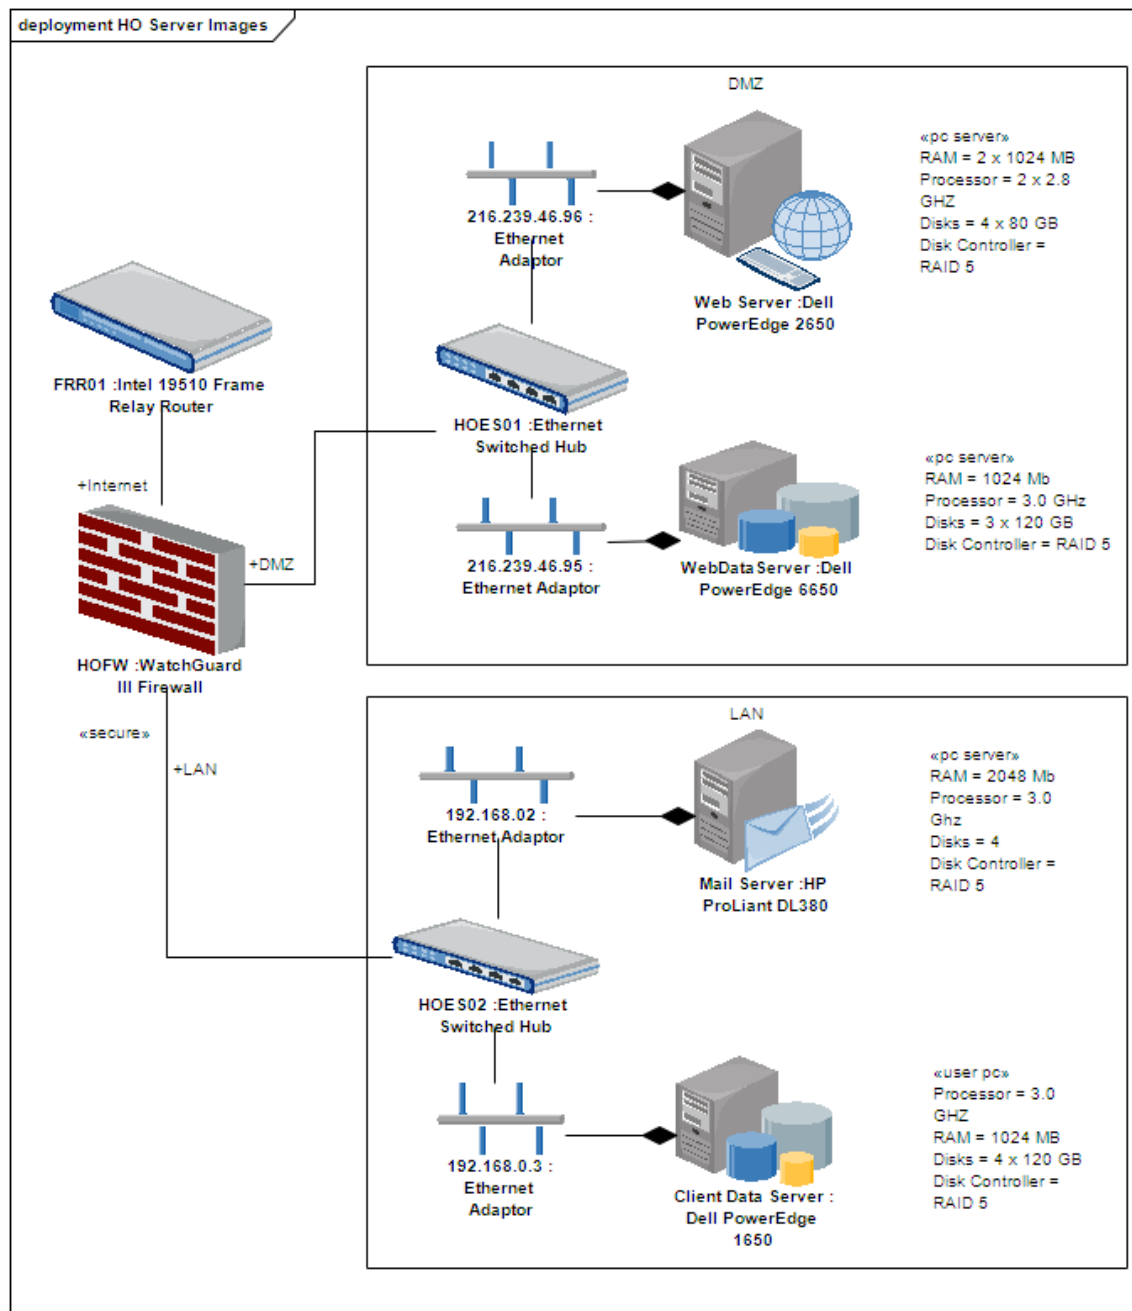 deployment HO Server Images
DMZ
216.239.46.96 :
Ethernet
Adaptor
Web Server :Dell
PowerEdge 2650
«pc server»
RAM = 2 x 1024 MB
Processor = 2 x 2.8
GHZ
Disks = 4 x 80 GB
Disk Controller =
RAID 5
FRR01 :Intel 19510 Frame
Relay Router
HOES01 :Ethernet
Switched Hub
+Internet
+DMZ
216.239.46.95 :
Ethernet Adaptor
WebDataServer :Dell
PowerEdge 6650
«pc server»
RAM = 1024 Mb
Processor = 3.0 GHz
Disks = 3 x 120 GB
Disk Controller = RAID 5
HOFW :WatchGuard
III Firewall
«secure»
+LAN
LAN
192.168.02 :
Ethernet Adaptor
Mail Server :HP
ProLiant DL380
«pc server»
RAM = 2048 Mb
Processor = 3.0
Ghz
Disks = 4
Disk Controller =
RAID 5
HOES02 :Ethernet
Switched Hub
192.168.0.3 :
Ethernet
Adaptor
Client Data Server :
Dell PowerEdge
1650
«user pc»
Processor = 3.0
GHZ
RAM = 1024 MB
Disks = 4 x 120 GB
Disk Controller =
RAID 5